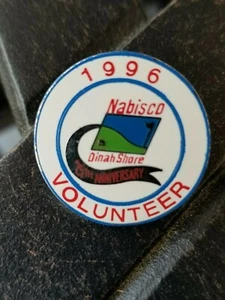 1996
Nabisco
Dinah Shore
25TH ANNIVERSARY
VOLUNTEER